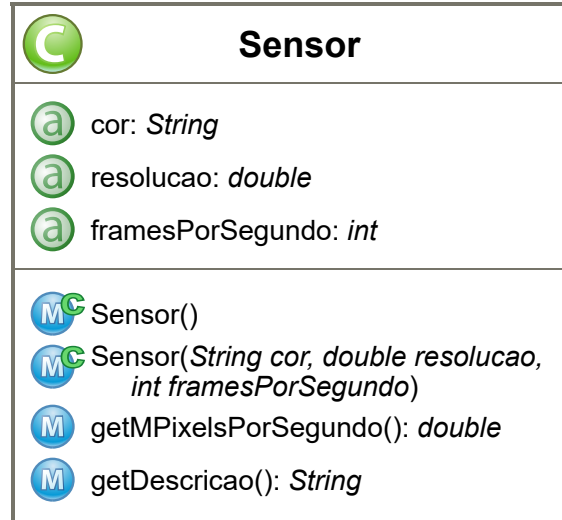 C
Sensor
a cor: String
a resolucao: double
a framesPorSegundo: int
M C Sensor()
M C Sensor(String cor, double resolucao,
int framesPorSegundo)
M getMPixelsPorSegundo(): double
M getDescricao(): String